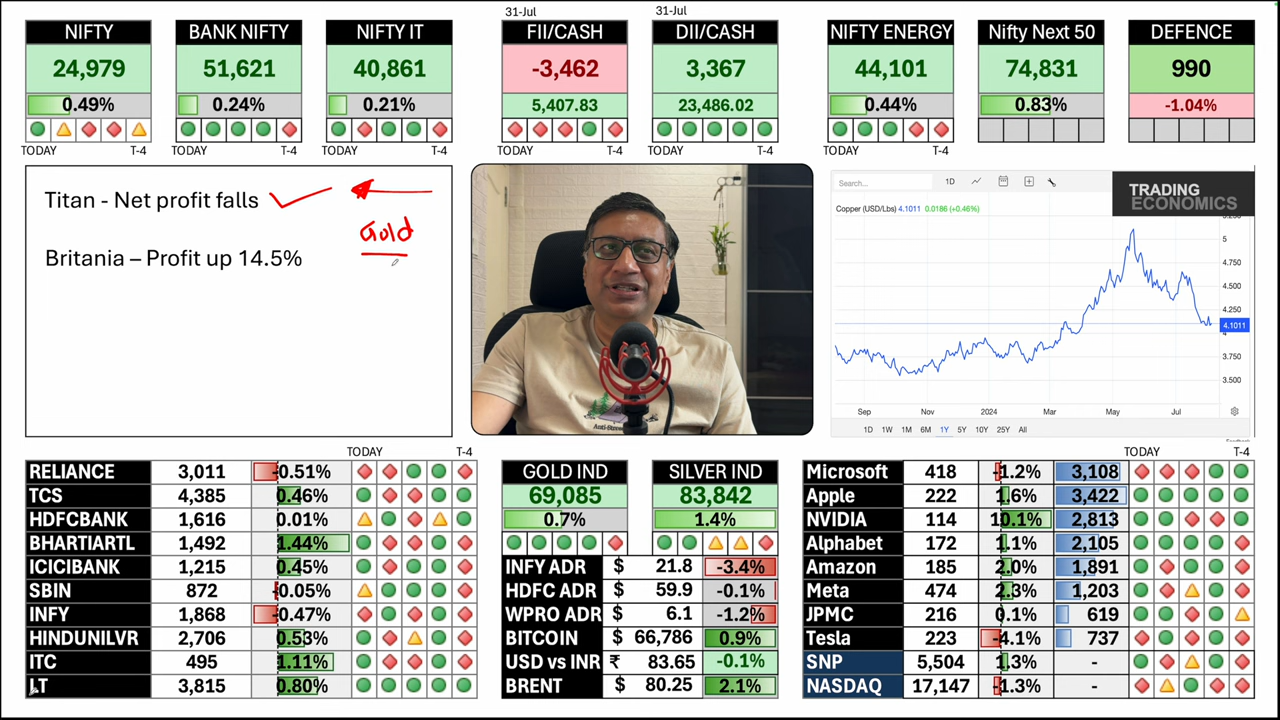 31-Jul
31-Jul
NIFTY
BANK NIFTY
NIFTY IT
FII/CASH
DII/CASH
NIFTY ENERGY
Nifty Next 50
DEFENCE
24,979
51,621
40,861
-3,462
3,367
44,101
74,831
990
0.49%
0.24%
0.21%
5,407.83
23,486.02
0.44%
0.83%
-1.04%
TODAY T-4
TODAY T-4
TODAY T-4
TODAY T-4
TODAY T-4
TODAY T-4
Titan - Net profit falls
Gold
Britania – Profit up 14.5%
Search...
1D
TRADING
ECONOMICS
Copper (USD/Lbs) 4.1011 0.0186 (+0.46%)
5
4.750
4.500
4.250
4.1011
3.750
3.500
Sep Nov 2024 Mar May Jul
1D 1W 1M 6M 1Y 5Y 10Y 25Y All
TODAY T-4
RELIANCE 3,011 -0.51%
TCS 4,385 0.46%
HDFCBANK 1,616 0.01%
BHARTIARTL 1,492 1.44%
ICICIBANK 1,215 0.45%
SBIN 872 -0.05%
INFY 1,868 -0.47%
HINDUNILVR 2,706 0.53%
ITC 495 1.11%
LT 3,815 0.80%
GOLD IND
SILVER IND
69,085
83,842
0.7%
1.4%
INFY ADR $ 21.8 -3.4%
HDFC ADR $ 59.9 -0.1%
WPRO ADR $ 6.1 -1.2%
BITCOIN $ 66,786 0.9%
USD vs INR ₹ 83.65 -0.1%
BRENT $ 80.25 2.1%
TODAY T-4
Microsoft 418 -1.2% 3,108
Apple 222 1.6% 3,422
NVIDIA 114 10.1% 2,813
Alphabet 172 1.1% 2,105
Amazon 185 2.0% 1,891
Meta 474 2.3% 1,203
JPMC 216 0.1% 619
Tesla 223 -4.1% 737
SNP 5,504 1.3% -
NASDAQ 17,147 -1.3% -